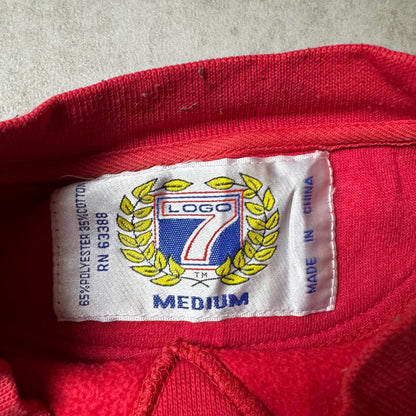 65% POLYESTER 35% COTTON
RN 63388
LOGO
7
TM
MEDIUM
MADE IN CHINA